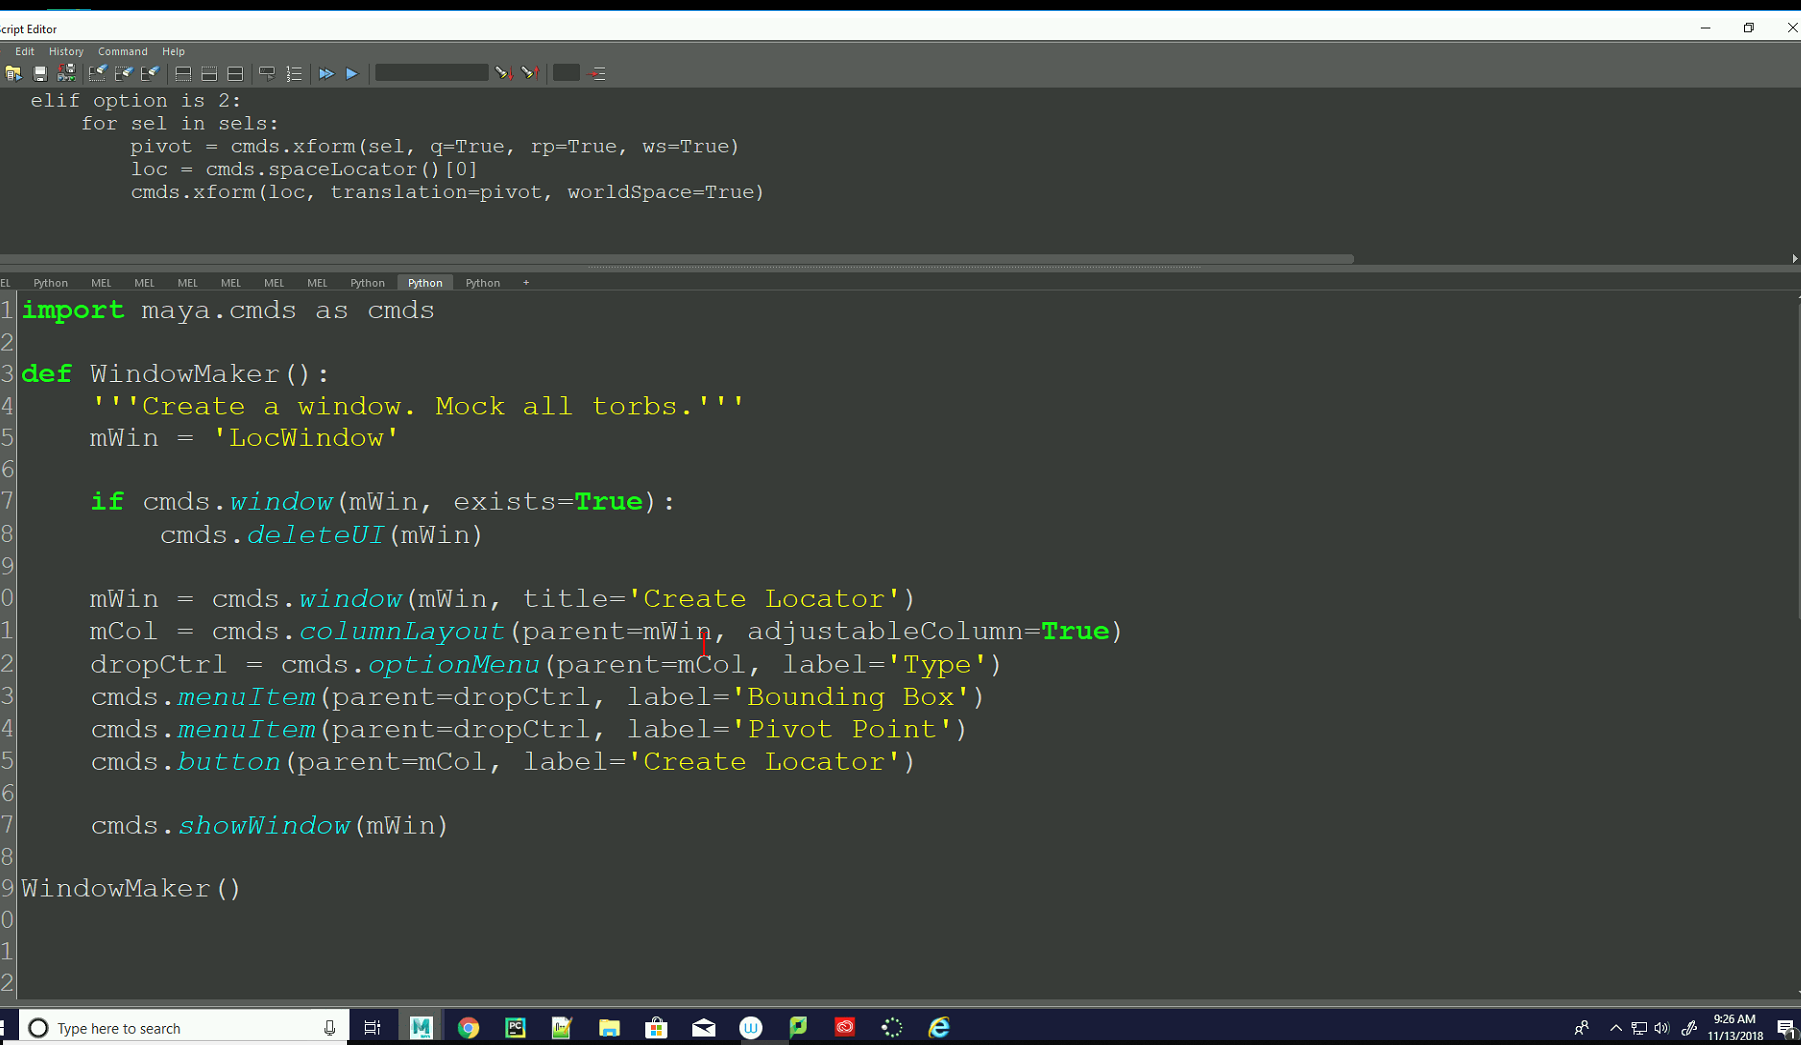 cript Editor
Edit History Command Help
elif option is 2:
for sel in sels:
pivot = cmds.xform(sel, q=True, rp=True, ws=True)
loc = cmds.spaceLocator()[0]
cmds.xform(loc, translation=pivot, worldSpace=True)
EL Python MEL MEL MEL MEL MEL MEL Python Python Python +
1 import maya.cmds as cmds
2
3 def WindowMaker():
4 '''Create a window. Mock all torbs.'''
5 mWin = 'LocWindow'
6
7 if cmds.window(mWin, exists=True):
8 cmds.deleteUI(mWin)
9
0 mWin = cmds.window(mWin, title='Create Locator')
1 mCol = cmds.columnLayout(parent=mWin, adjustableColumn=True)
2 dropCtrl = cmds.optionMenu(parent=mCol, label='Type')
3 cmds.menuItem(parent=dropCtrl, label='Bounding Box')
4 cmds.menuItem(parent=dropCtrl, label='Pivot Point')
5 cmds.button(parent=mCol, label='Create Locator')
6
7 cmds.showWindow(mWin)
8
9 WindowMaker()
0
1
2
Type here to search
9:26 AM
11/13/2018